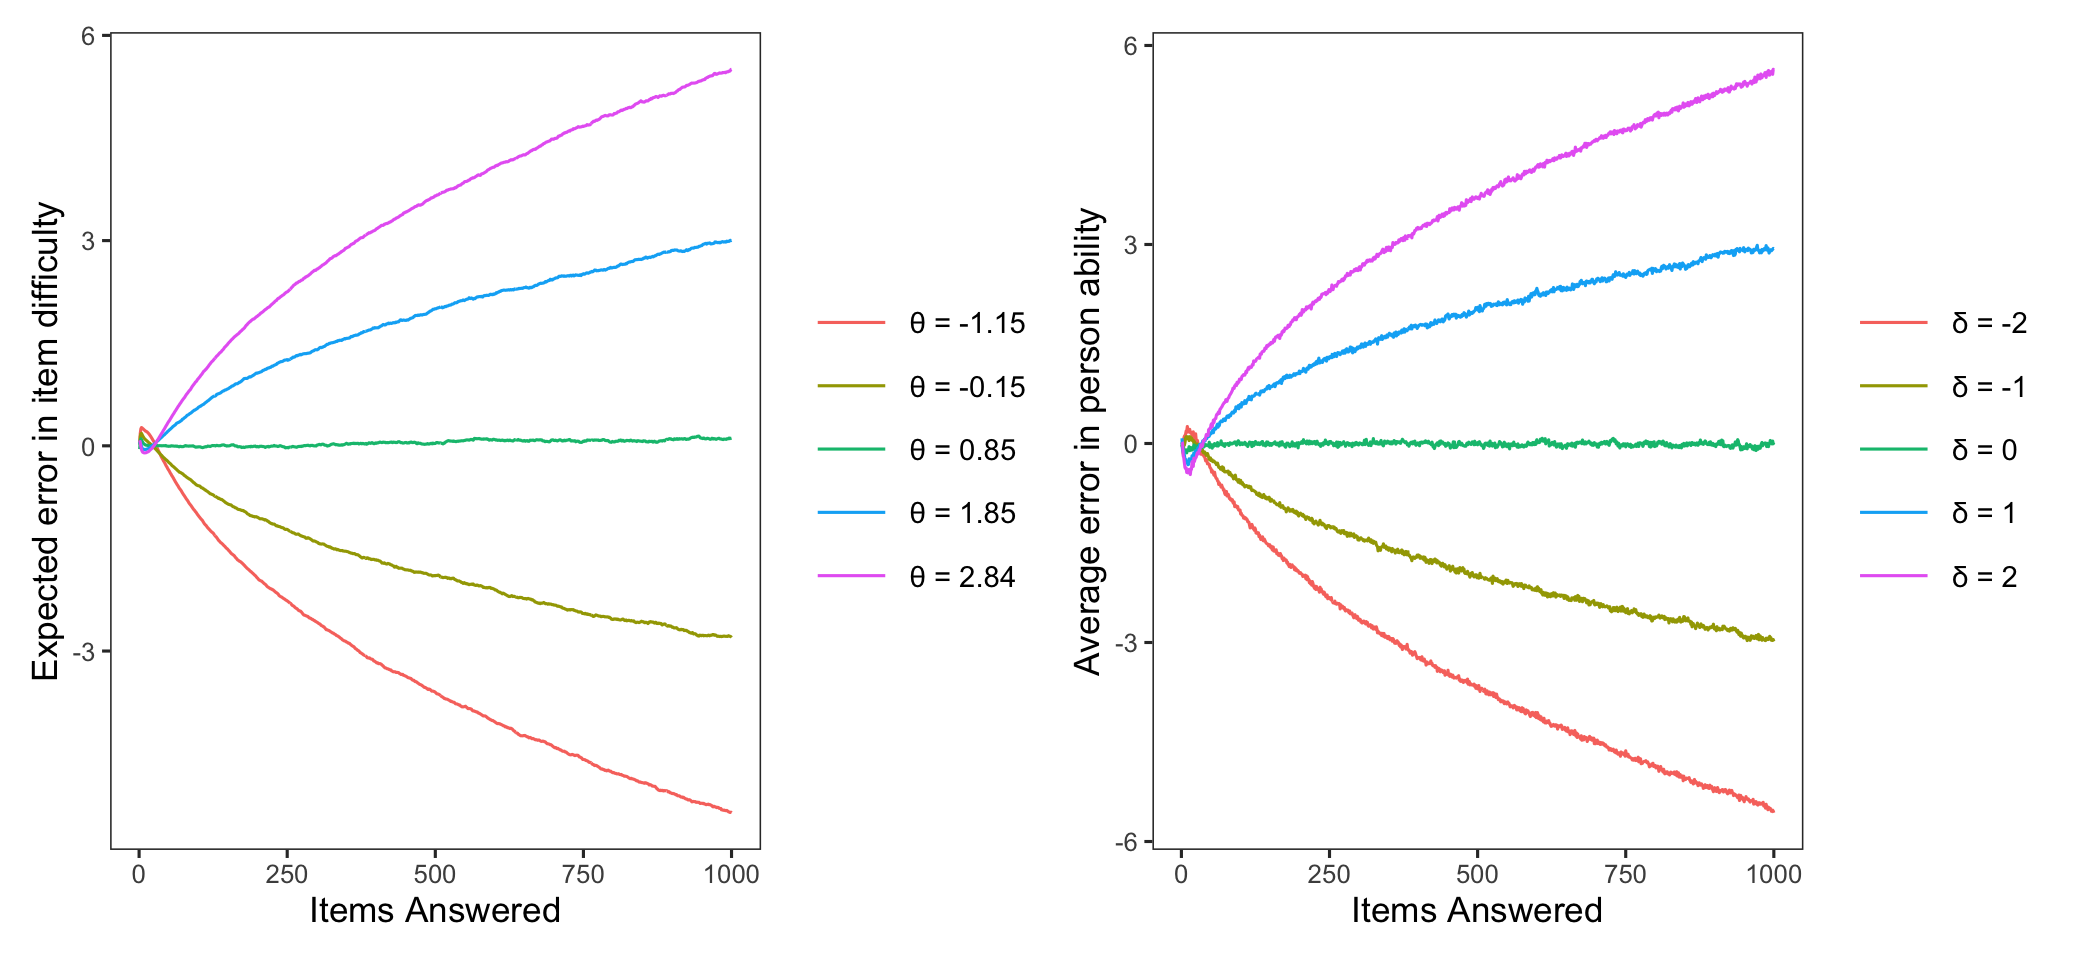 Expected error in item difficulty
6
3
0
-3
0 250 500 750 1000
Items Answered
θ = -1.15
θ = -0.15
θ = 0.85
θ = 1.85
θ = 2.84
Average error in person ability
6
3
0
-3
-6
0 250 500 750 1000
Items Answered
δ = -2
δ = -1
δ = 0
δ = 1
δ = 2